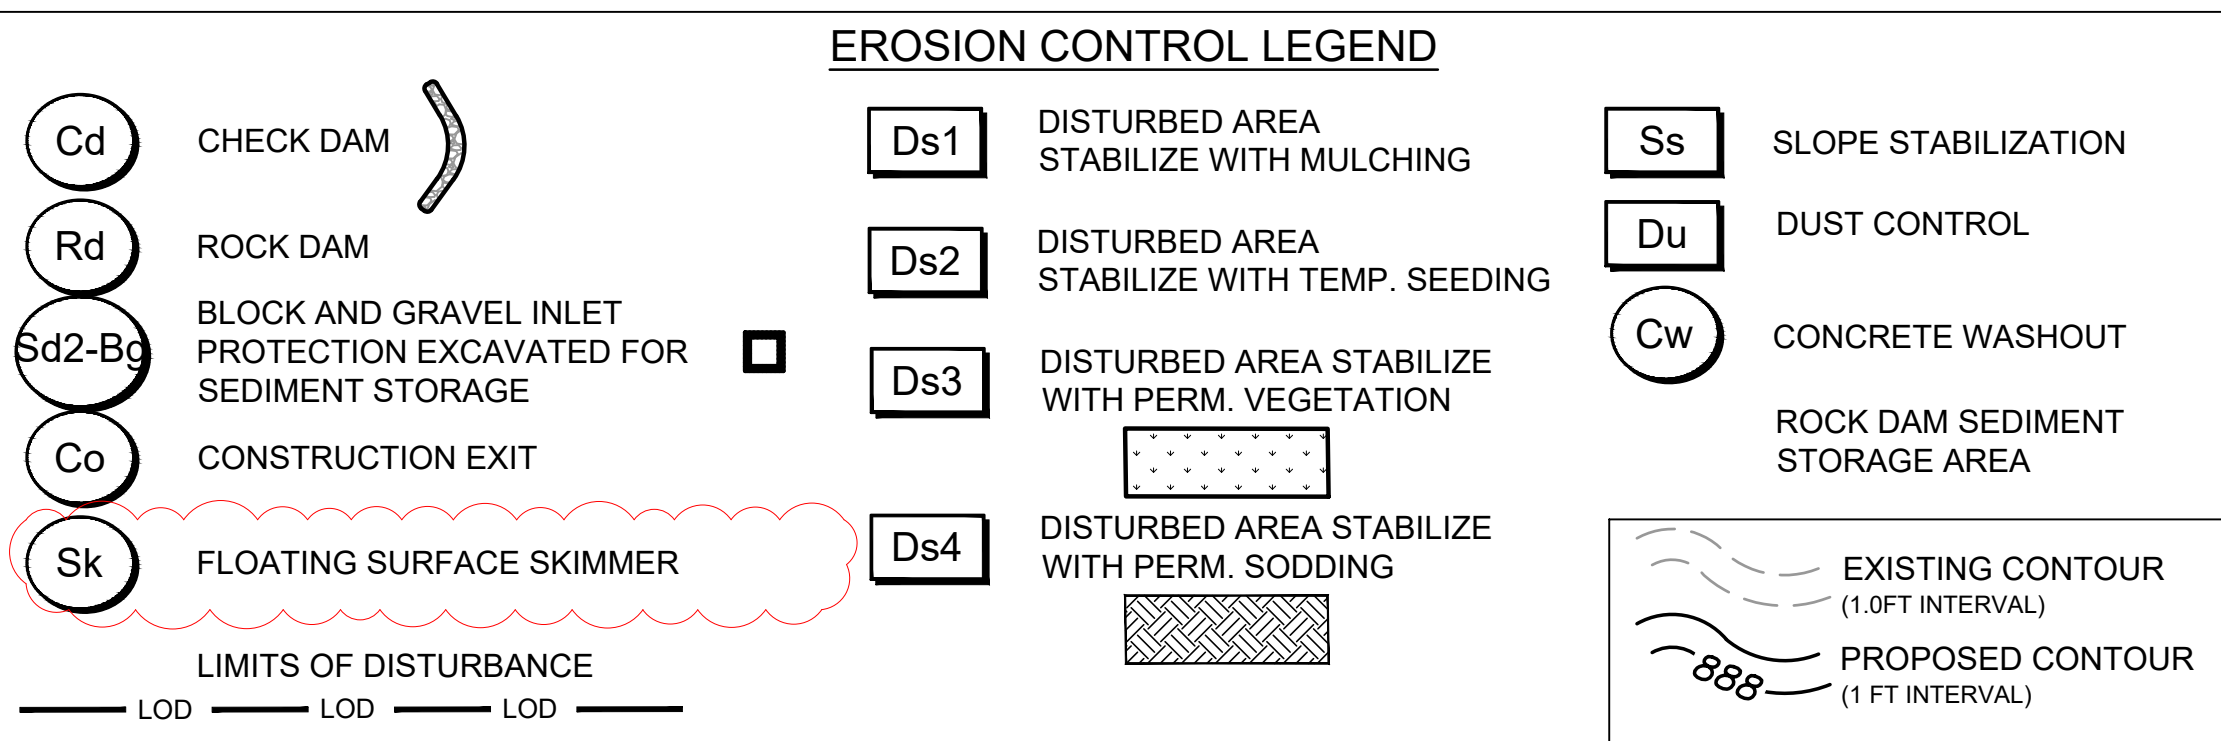 EROSION CONTROL LEGEND
Cd
CHECK DAM
Rd
ROCK DAM
Sd2-Bg
BLOCK AND GRAVEL INLET
PROTECTION EXCAVATED FOR
SEDIMENT STORAGE
Co
CONSTRUCTION EXIT
Sk
FLOATING SURFACE SKIMMER
LIMITS OF DISTURBANCE
LOD LOD LOD
Ds1
DISTURBED AREA
STABILIZE WITH MULCHING
Ds2
DISTURBED AREA
STABILIZE WITH TEMP. SEEDING
Ds3
DISTURBED AREA STABILIZE
WITH PERM. VEGETATION
Ds4
DISTURBED AREA STABILIZE
WITH PERM. SODDING
Ss
SLOPE STABILIZATION
Du
DUST CONTROL
Cw
CONCRETE WASHOUT
ROCK DAM SEDIMENT
STORAGE AREA
EXISTING CONTOUR
(1.0FT INTERVAL)
888
PROPOSED CONTOUR
(1 FT INTERVAL)